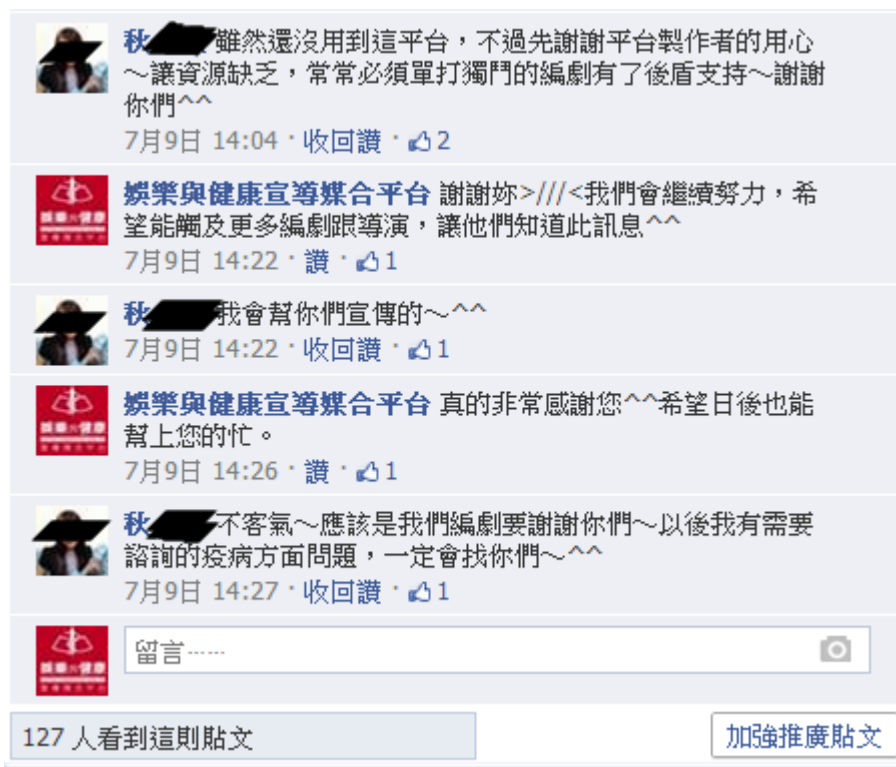 秋 雖然還沒用到這平台，不過先謝謝平台製作者的用心
～讓資源缺乏，常常必須單打獨鬥的編劇有了後盾支持～謝謝
你們^^
7月9日 14:04 · 收回讚 · 2
娛樂與健康宣導媒合平台 謝謝妳>///<我們會繼續努力，希
望能觸及更多編劇跟導演，讓他們知道此訊息^^
7月9日 14:22 · 讚 · 1
秋 我會幫你們宣傳的～^^
7月9日 14:22 · 收回讚 · 1
娛樂與健康宣導媒合平台 真的非常感謝您^^希望日後也能
幫上您的忙。
7月9日 14:26 · 讚 · 1
秋 不客氣～應該是我們編劇要謝謝你們～以後我有需要
諮詢的疫病方面問題，一定會找你們～^^
7月9日 14:27 · 收回讚 · 1
留言……
127 人看到這則貼文
加強推廣貼文